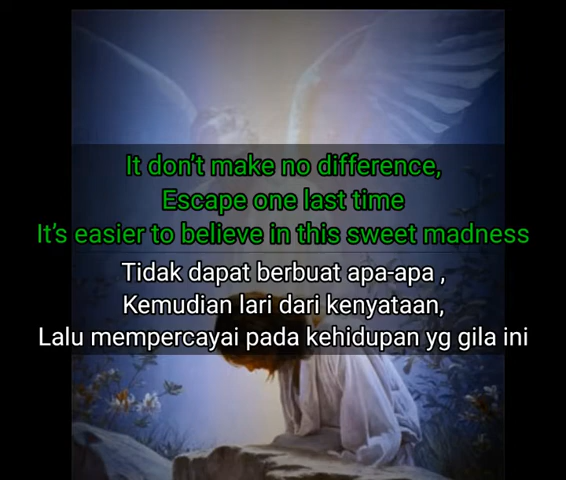 It don't make no difference,
Escape one last time
It's easier to believe in this sweet madness
Tidak dapat berbuat apa-apa ,
Kemudian lari dari kenyataan,
Lalu mempercayai pada kehidupan yg gila ini